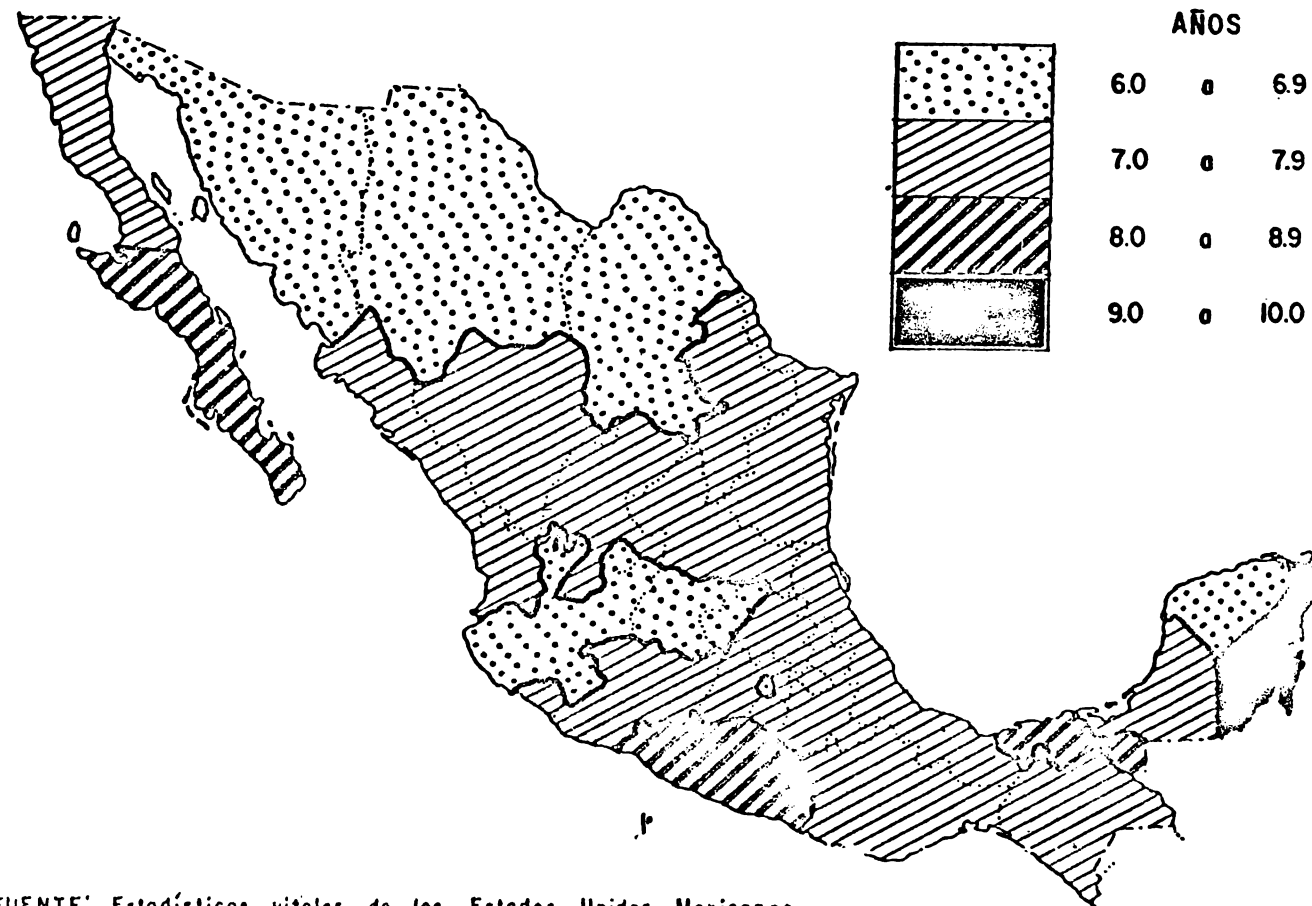 AÑOS
6.0 a 6.9
7.0 a 7.9
8.0 a 8.9
9.0 a 10.0
FUENTE: Estadísticas vitales de los Estados Unidos Mexicanos